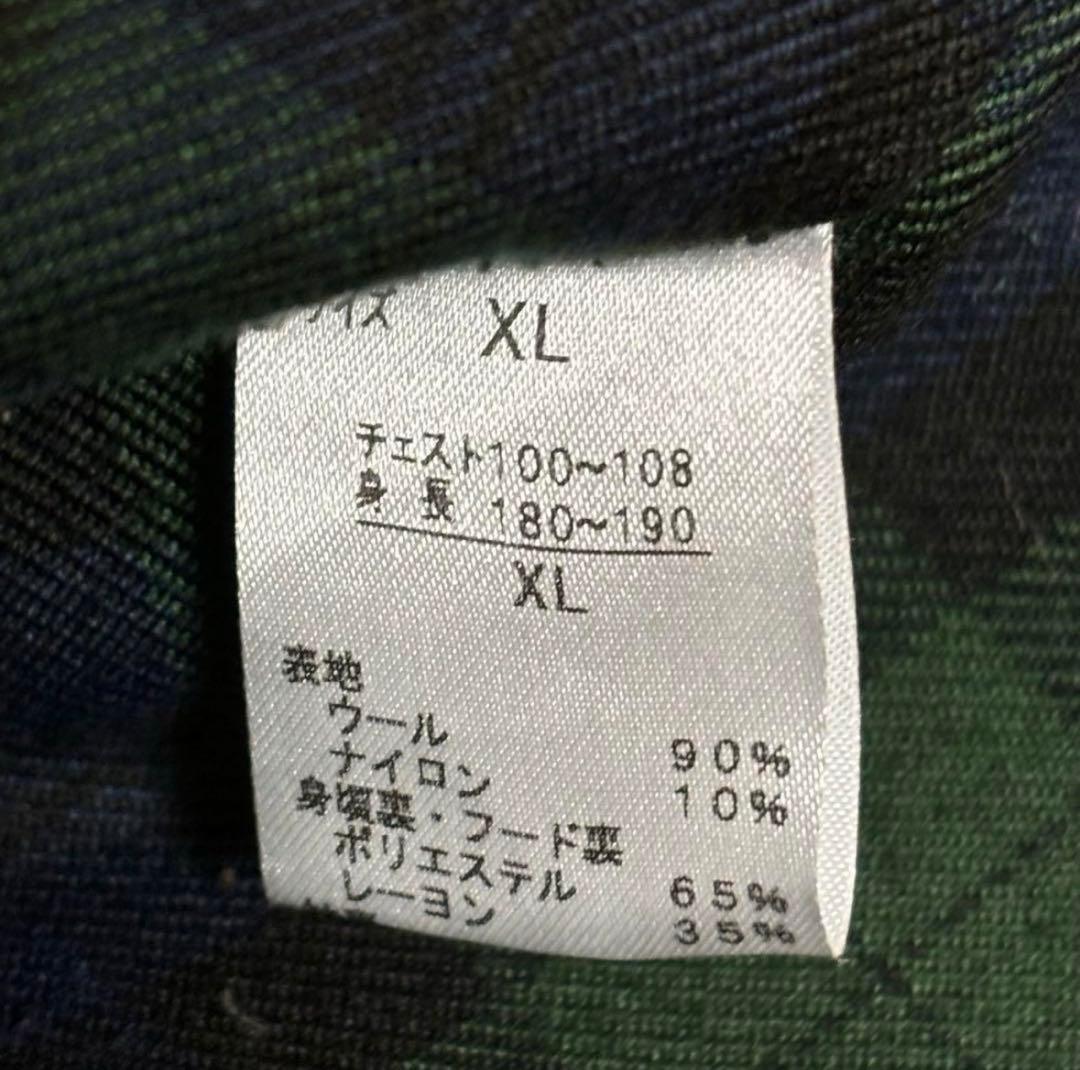 サイズ XL
チェスト100~108
身長 180~190
XL
表地
ウール 90%
ナイロン 10%
身頃裏・フード裏
ポリエステル 65%
レーヨン 35%